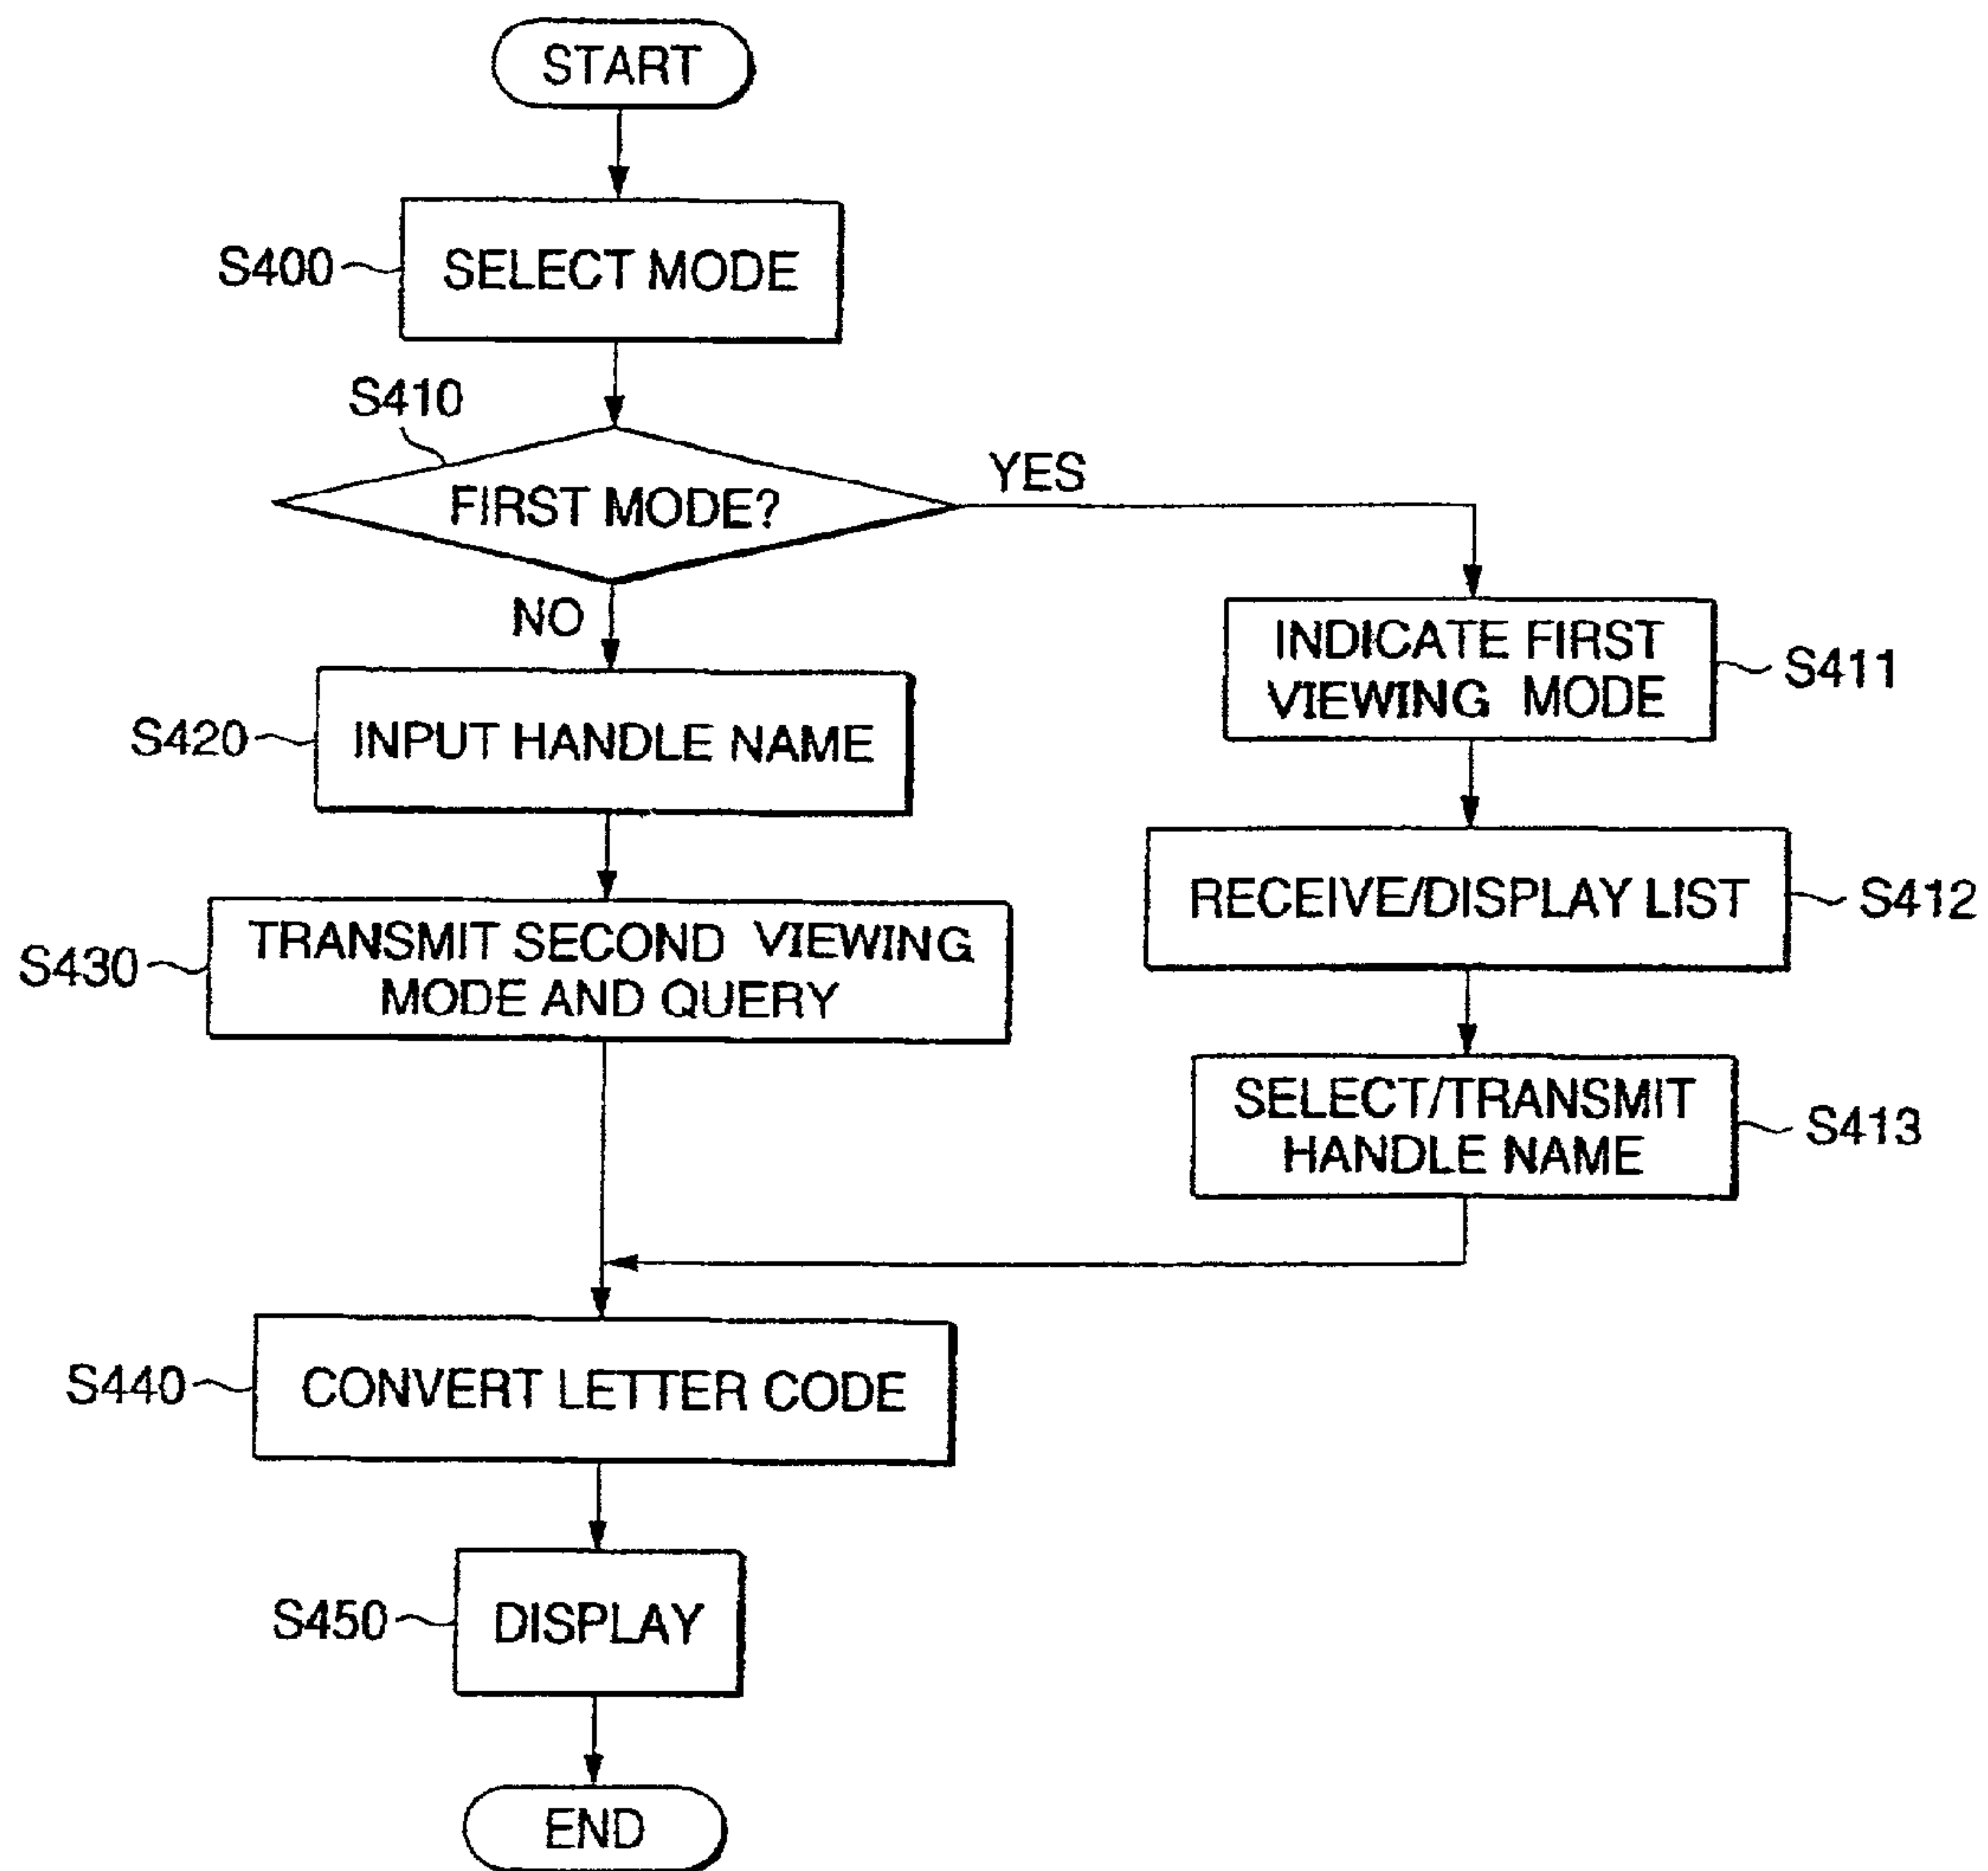 START
S400
SELECT MODE
S410
FIRST MODE?
YES
NO
INDICATE FIRST
VIEWING MODE
S411
S420
INPUT HANDLE NAME
RECEIVE/DISPLAY LIST
S412
S430
TRANSMIT SECOND VIEWING
MODE AND QUERY
SELECT/TRANSMIT
HANDLE NAME
S413
S440
CONVERT LETTER CODE
S450
DISPLAY
END